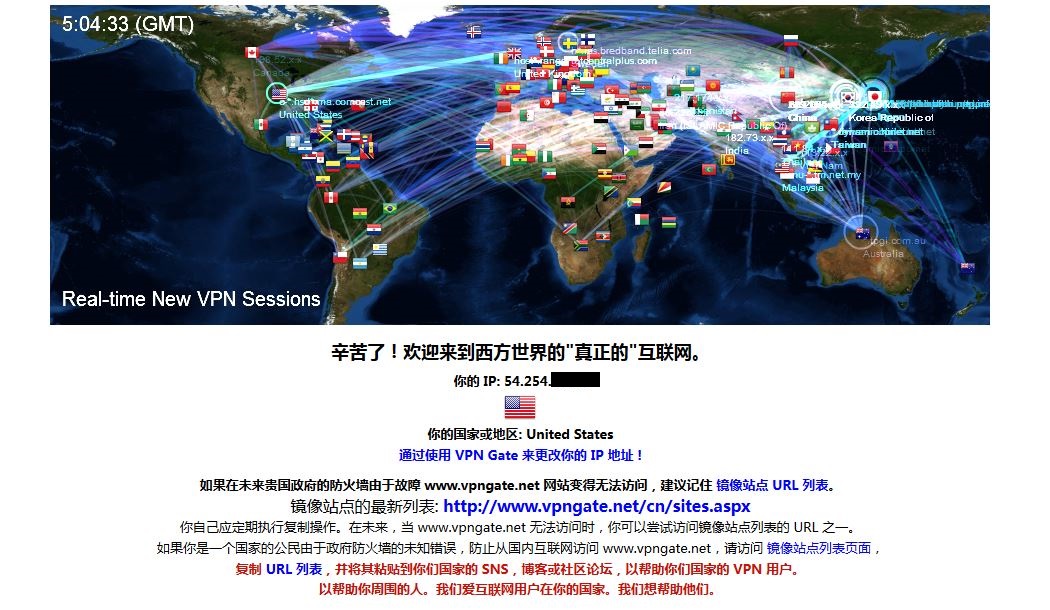 5:04:33 (GMT)
Canada
United States
United Kingdom
Sweden
China
Korea Republic of
Taiwan
182.73.x.x
India
Malaysia
Australia
Real-time New VPN Sessions
辛苦了！欢迎来到西方世界的"真正的"互联网。
你的 IP: 54.254.
你的国家或地区: United States
通过使用 VPN Gate 来更改你的 IP 地址！
如果在未来贵国政府的防火墙由于故障 www.vpngate.net 网站变得无法访问，建议记住 镜像站点 URL 列表。
镜像站点的最新列表: http://www.vpngate.net/cn/sites.aspx
你自己应定期执行复制操作。在未来，当 www.vpngate.net 无法访问时，你可以尝试访问镜像站点列表的 URL 之一。
如果你是一个国家的公民由于政府防火墙的未知错误，防止从国内互联网访问 www.vpngate.net，请访问 镜像站点列表页面，
复制 URL 列表，并将其粘贴到你们国家的 SNS，博客或社区论坛，以帮助你们国家的 VPN 用户。
以帮助你周围的人。我们爱互联网用户在你的国家。我们想帮助他们。